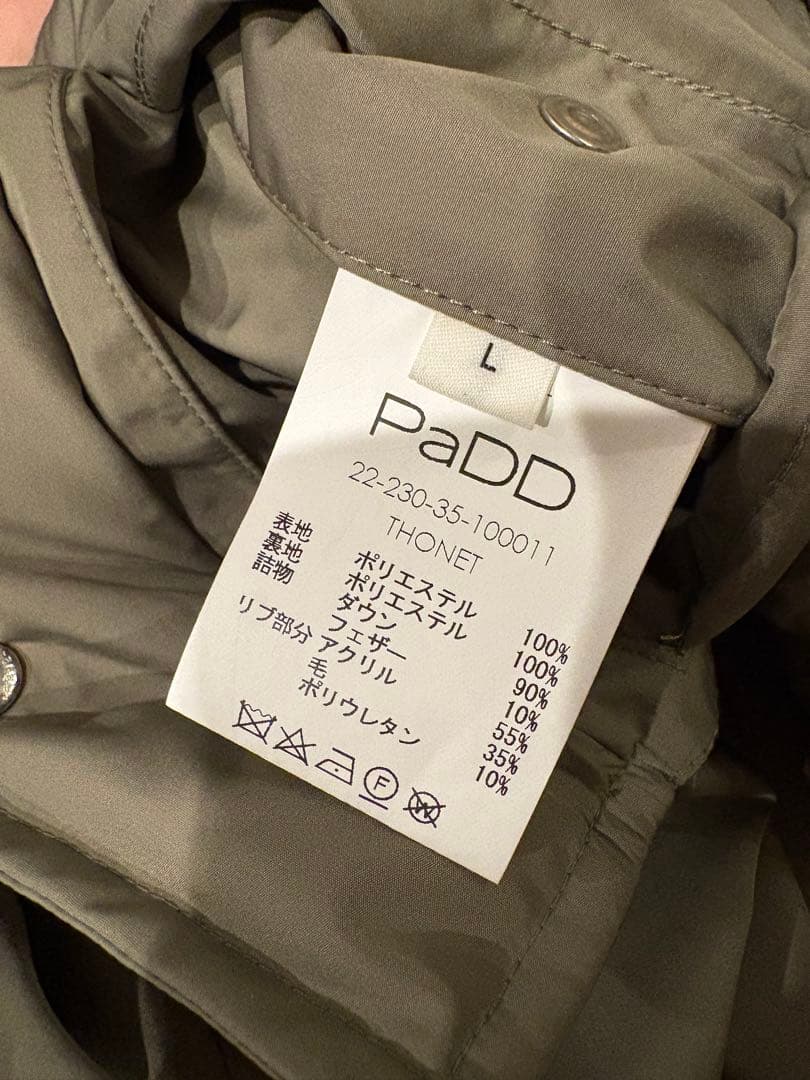 L
PaDD
22-230-35-100011
THONET
表地 ポリエステル 100%
裏地 ポリエステル 100%
詰物 ダウン 90%
フェザー 10%
リブ部分 アクリル 55%
毛 35%
ポリウレタン 10%
F W